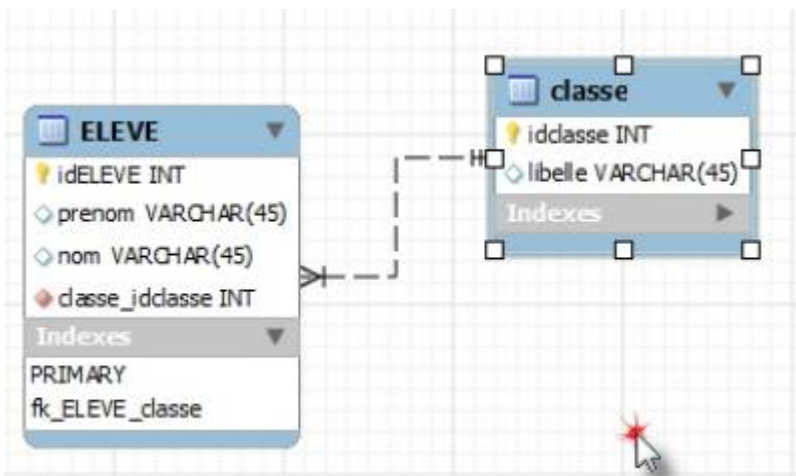 ELEVE
idELEVE INT
prenom VARCHAR(45)
nom VARCHAR(45)
classe_idclasse INT
Indexes
PRIMARY
fk_ELEVE_classe
classe
idclasse INT
libelle VARCHAR(45)
Indexes